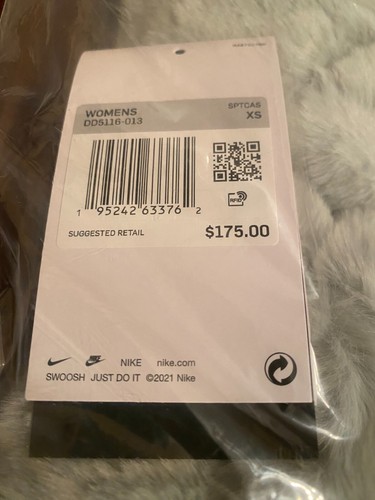 WOMENS
SPTCAS
DD5116-013
XS
1 95242 63376 2
RFID
SUGGESTED RETAIL
$175.00
NIKE nike.com
SWOOSH JUST DO IT ©2021 Nike